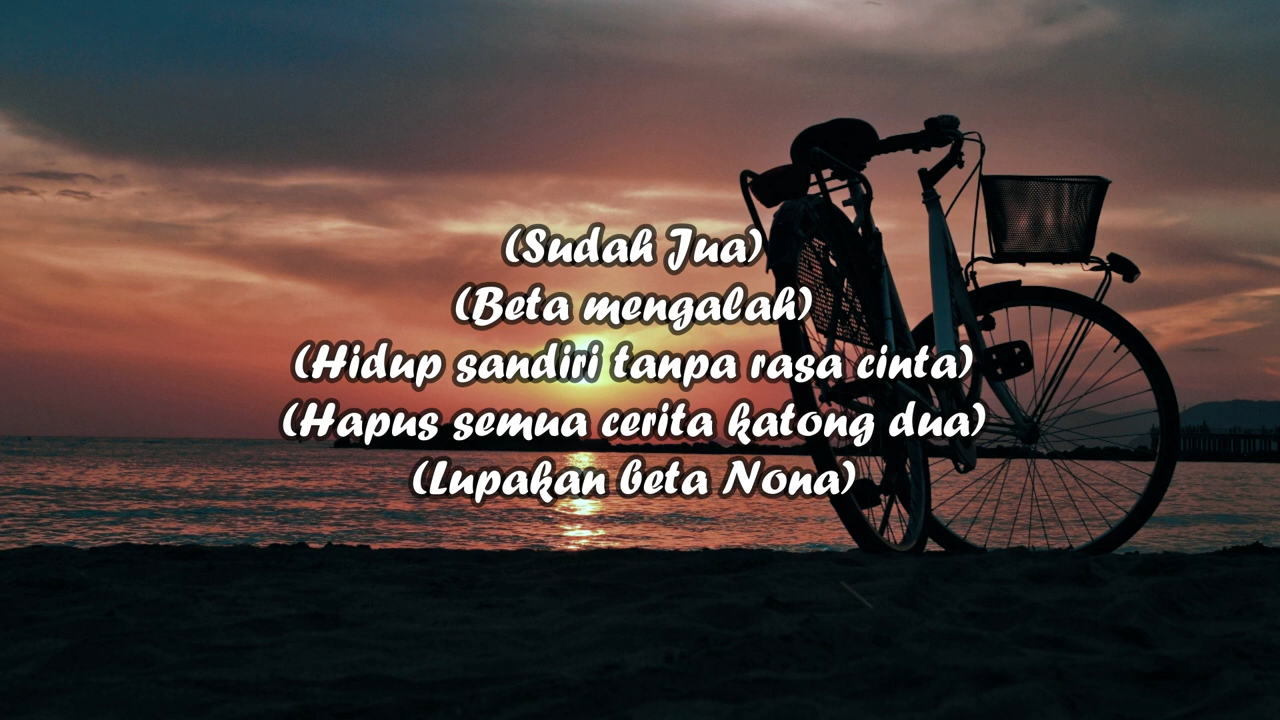 (Sudah Jua)
(Beta mengalah)
(Hidup sandiri tanpa rasa cinta)
(Hapus semua cerita katong dua)
(Lupakan beta Nona)